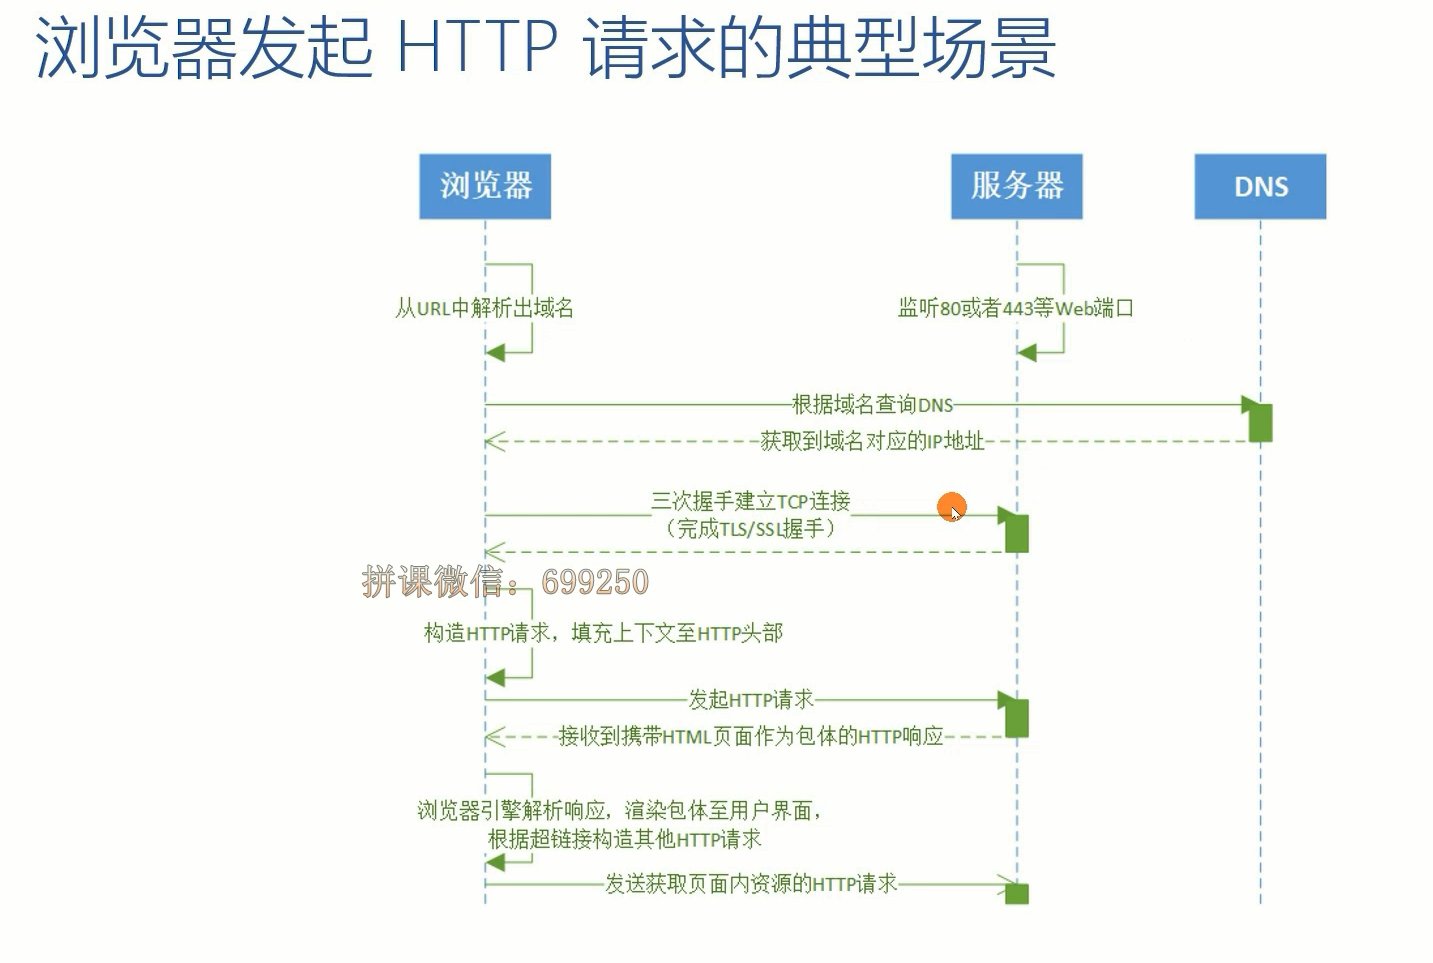 浏览器发起 HTTP 请求的典型场景
浏览器
服务器
DNS
从URL中解析出域名
监听80或者443等Web端口
根据域名查询DNS
获取到域名对应的IP地址
三次握手建立TCP连接
（完成TLS/SSL握手）
拼课微信：699250
构造HTTP请求，填充上下文至HTTP头部
发起HTTP请求
接收到携带HTML页面作为包体的HTTP响应
浏览器引擎解析响应，渲染包体至用户界面，
根据超链接构造其他HTTP请求
发送获取页面内资源的HTTP请求